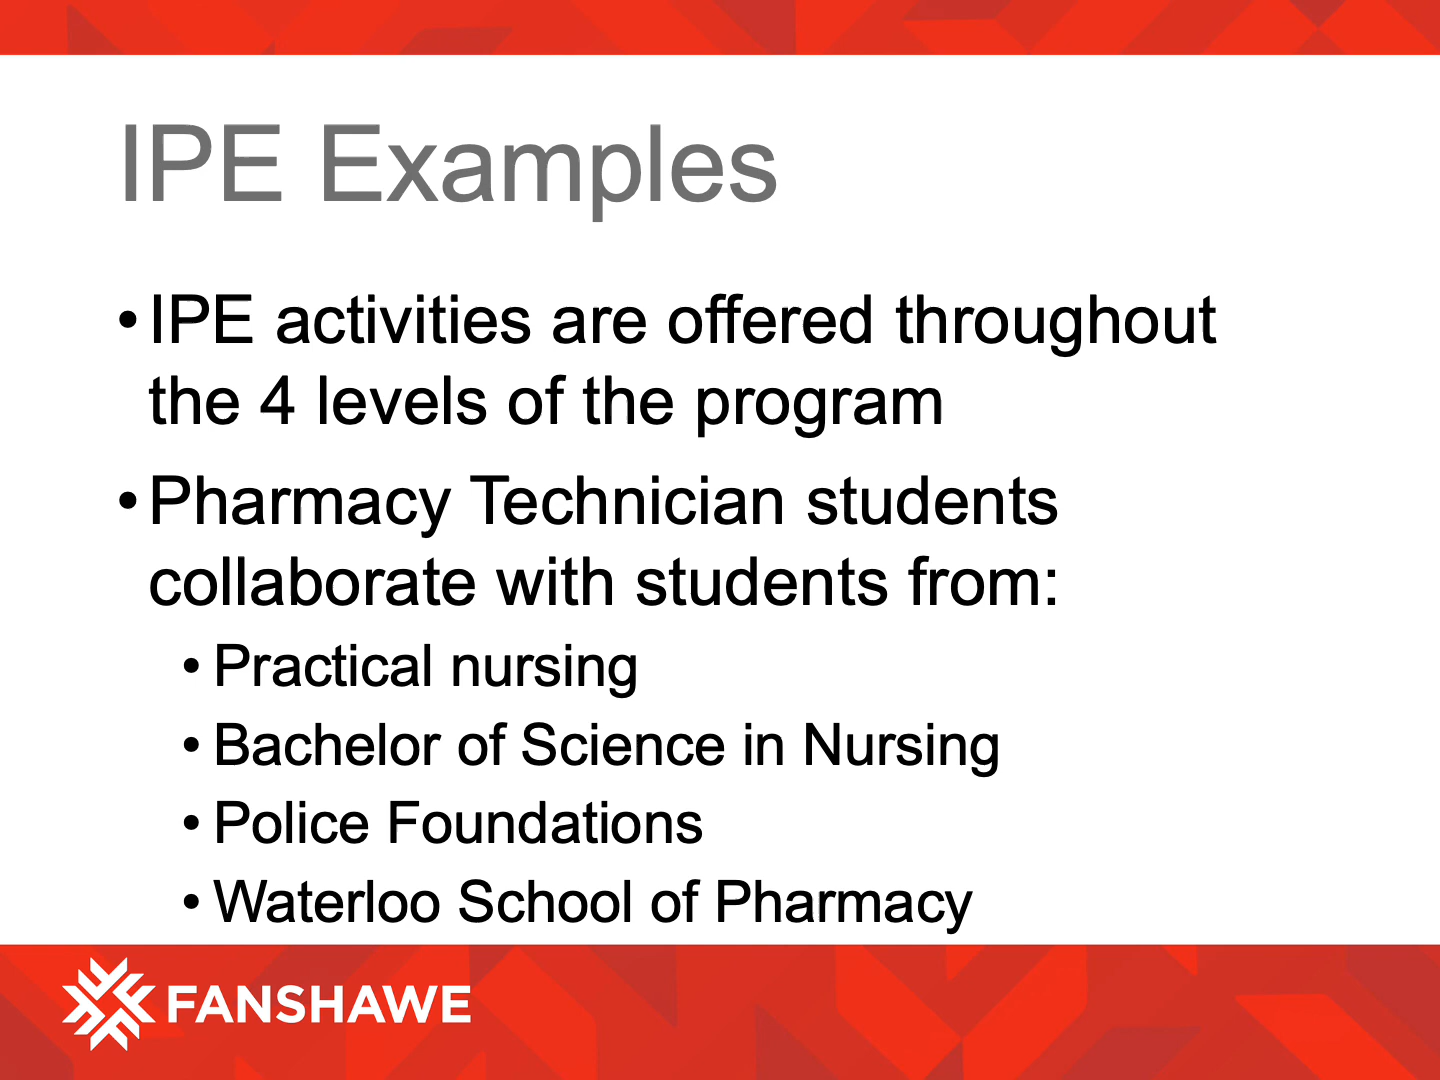 IPE Examples
•IPE activities are offered throughout
the 4 levels of the program
•Pharmacy Technician students
collaborate with students from:
•Practical nursing
•Bachelor of Science in Nursing
•Police Foundations
•Waterloo School of Pharmacy
FANSHAWE